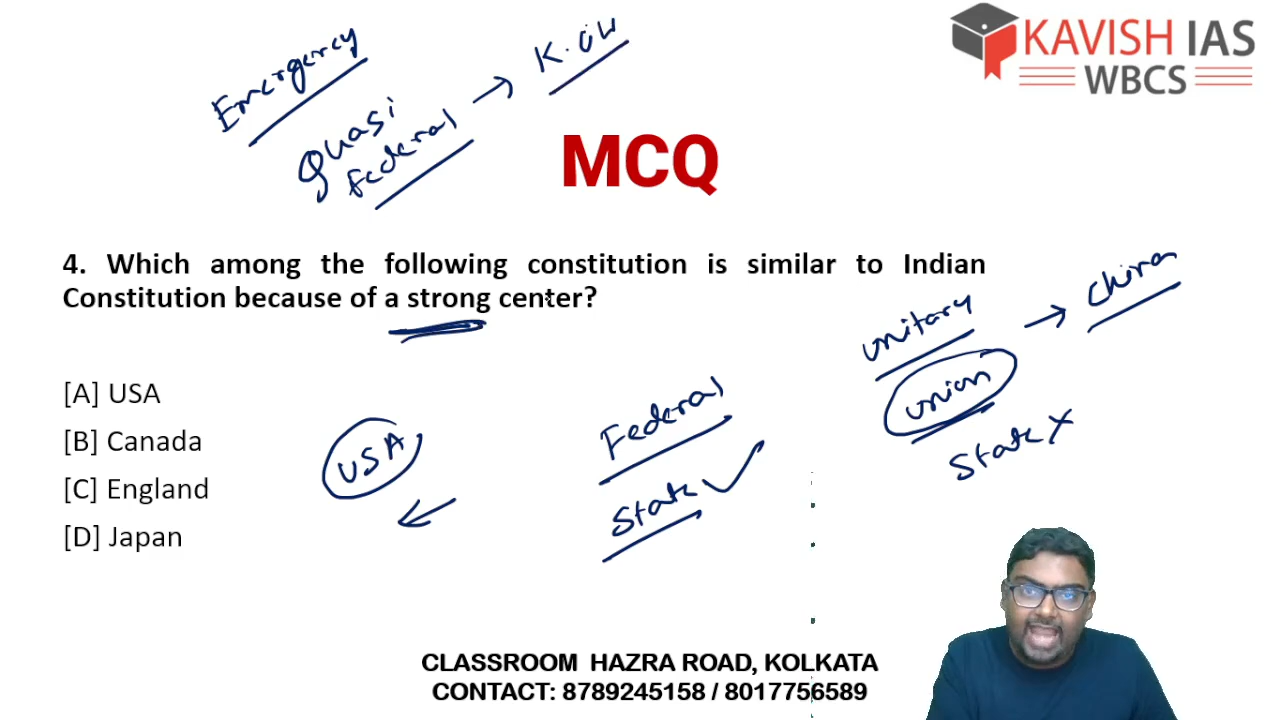 KAVISH IAS
WBCS
Emergency
Quasi
Federal →
MCQ
4. Which among the following constitution is similar to Indian
Constitution because of a strong center?
unitary → China
union
State X
[A] USA
[B] Canada
[C] England
[D] Japan
USA
Federal
State ✓
CLASSROOM HAZRA ROAD, KOLKATA
CONTACT: 8789245158 / 8017756589